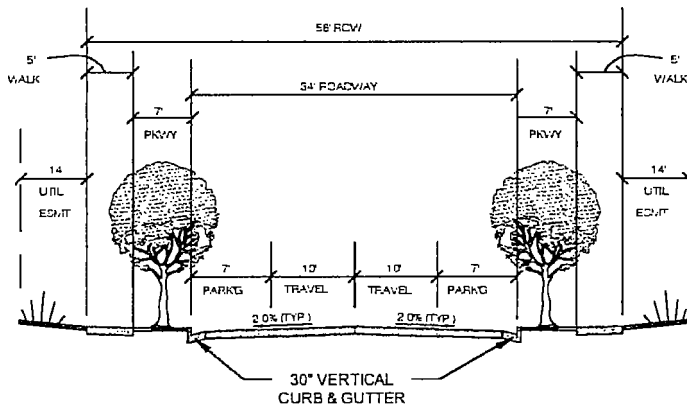 58' ROW
5'
WALK
5'
WALK
34' ROADWAY
7'
PKWY
7'
PKWY
14'
UTIL
ESMT
14'
UTIL
ESMT
7'
PARK'G
10'
TRAVEL
10'
TRAVEL
7'
PARK'G
2.0% (TYP.)
2.0% (TYP.)
30" VERTICAL
CURB & GUTTER